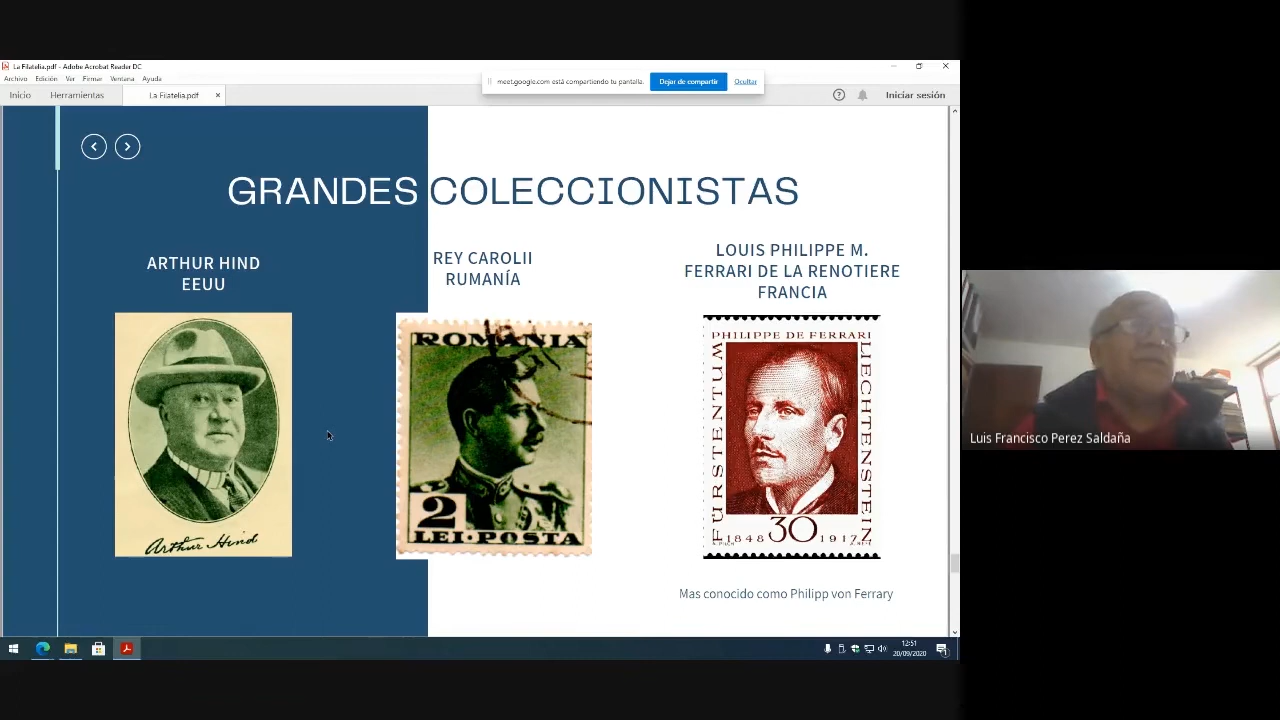 La Filatelia.pdf - Adobe Acrobat Reader DC
Archivo Edición Ver Firmar Ventana Ayuda
meet.google.com está compartiendo tu pantalla.
Dejar de compartir
Ocultar
Inicio
Herramientas
La Filatelia.pdf
Iniciar sesión
GRANDES COLECCIONISTAS
ARTHUR HIND
EEUU
Arthur Hind
REY CAROLII
RUMANÍA
ROMANIA
2
LEI·POSTA
LOUIS PHILIPPE M.
FERRARI DE LA RENOTIERE
FRANCIA
PHILIPPE DE FERRARI
FÜRSTENTUM
LIECHTENSTEIN
30
1848
1917
Mas conocido como Philipp von Ferrary
12:51
20/09/2020
Luis Francisco Perez Saldaña